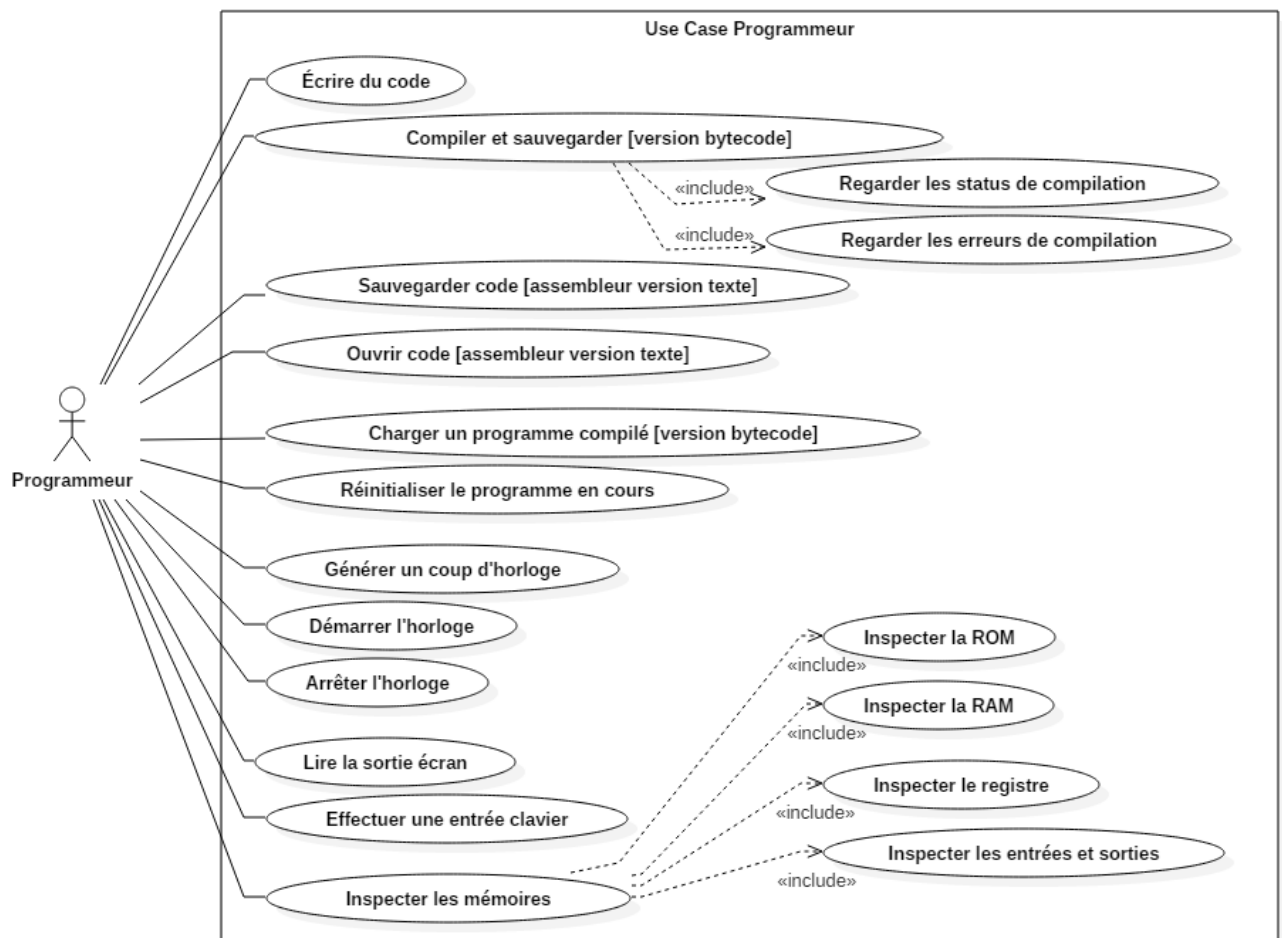 Use Case Programmeur
Écrire du code
Compiler et sauvegarder [version bytecode]
«include»
Regarder les status de compilation
«include»
Regarder les erreurs de compilation
Sauvegarder code [assembleur version texte]
Ouvrir code [assembleur version texte]
Charger un programme compilé [version bytecode]
Programmeur
Réinitialiser le programme en cours
Générer un coup d'horloge
Démarrer l'horloge
Inspecter la ROM
«include»
Arrêter l'horloge
Inspecter la RAM
«include»
Lire la sortie écran
Inspecter le registre
«include»
Effectuer une entrée clavier
Inspecter les entrées et sorties
«include»
Inspecter les mémoires